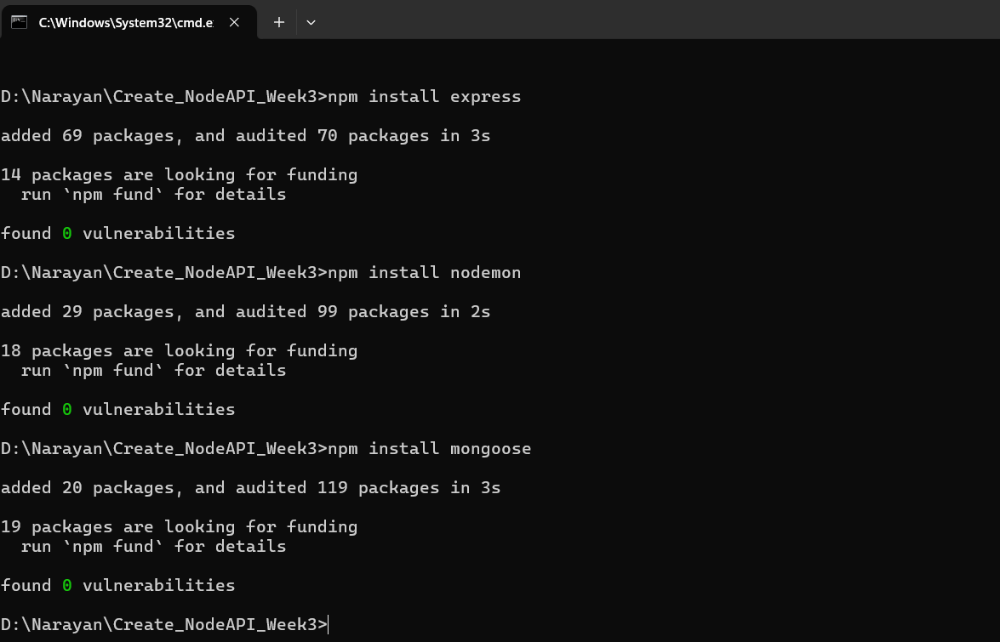 C:\Windows\System32\cmd.e
D:\Narayan\Create_NodeAPI_Week3>npm install express
added 69 packages, and audited 70 packages in 3s
14 packages are looking for funding
  run `npm fund` for details
found 0 vulnerabilities
D:\Narayan\Create_NodeAPI_Week3>npm install nodemon
added 29 packages, and audited 99 packages in 2s
18 packages are looking for funding
  run `npm fund` for details
found 0 vulnerabilities
D:\Narayan\Create_NodeAPI_Week3>npm install mongoose
added 20 packages, and audited 119 packages in 3s
19 packages are looking for funding
  run `npm fund` for details
found 0 vulnerabilities
D:\Narayan\Create_NodeAPI_Week3>